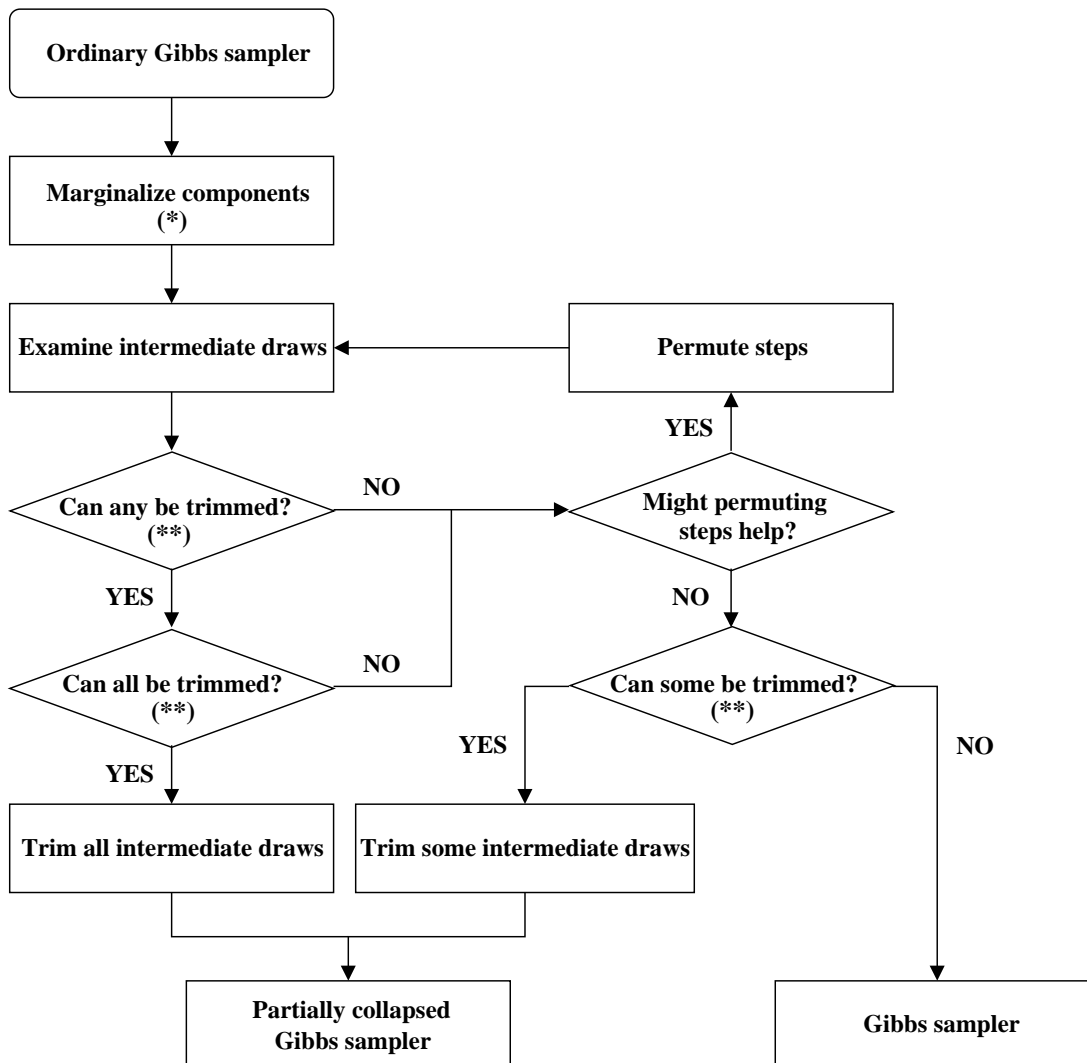 Ordinary Gibbs sampler
Marginalize components
(*)
Examine intermediate draws
Permute steps
YES
Can any be trimmed?
(**)
NO
Might permuting
steps help?
YES
NO
Can all be trimmed?
(**)
NO
Can some be trimmed?
(**)
YES
NO
YES
Trim all intermediate draws
Trim some intermediate draws
Partially collapsed
Gibbs sampler
Gibbs sampler